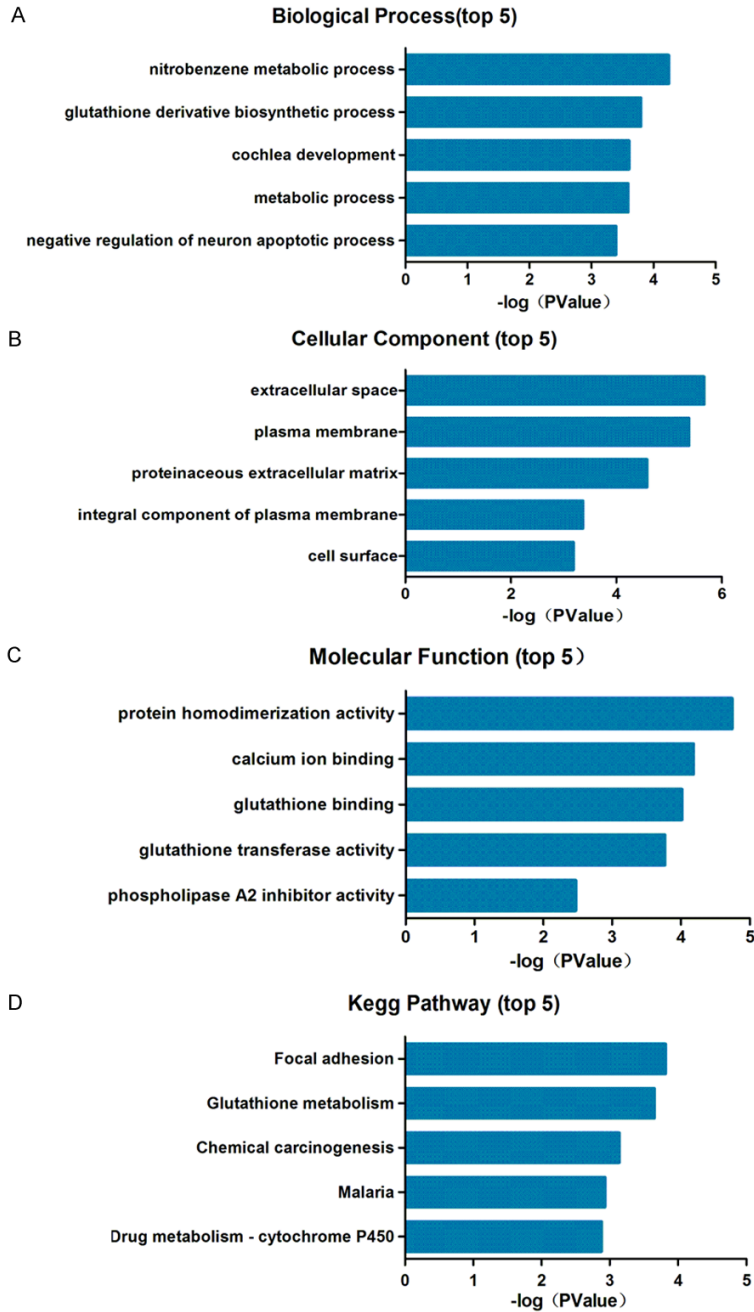 A
Biological Process(top 5)
nitrobenzene metabolic process
glutathione derivative biosynthetic process
cochlea development
metabolic process
negative regulation of neuron apoptotic process
0 1 2 3 4 5
-log（PValue）
B
Cellular Component (top 5)
extracellular space
plasma membrane
proteinaceous extracellular matrix
integral component of plasma membrane
cell surface
0 2 4 6
-log（PValue）
C
Molecular Function (top 5）
protein homodimerization activity
calcium ion binding
glutathione binding
glutathione transferase activity
phospholipase A2 inhibitor activity
0 1 2 3 4 5
-log（PValue）
D
Kegg Pathway (top 5)
Focal adhesion
Glutathione metabolism
Chemical carcinogenesis
Malaria
Drug metabolism - cytochrome P450
0 1 2 3 4 5
-log（PValue）